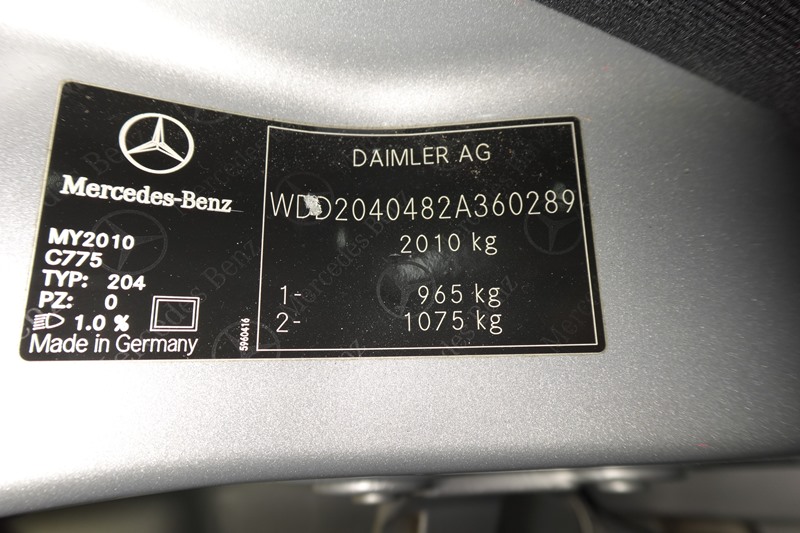 Mercedes-Benz
MY2010
C775
TYP: 204
PZ: 0
1.0 %
Made in Germany
5960416
DAIMLER AG
WDD2040482A360289
2010 kg
1- 965 kg
2- 1075 kg